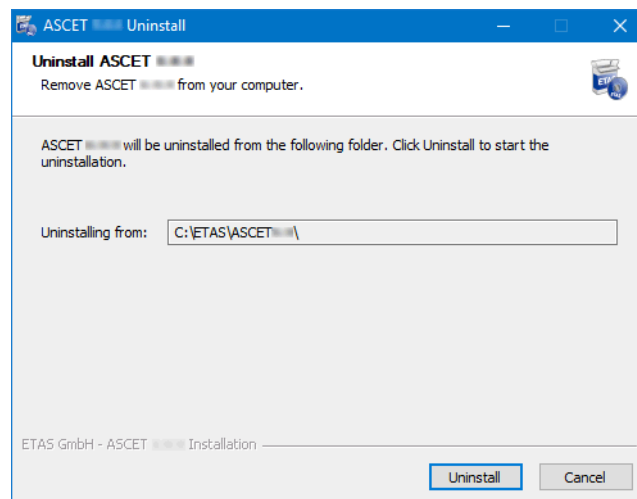 ASCET Uninstall
Uninstall ASCET
Remove ASCET from your computer.
ASCET will be uninstalled from the following folder. Click Uninstall to start the
uninstallation.
Uninstalling from: C:\ETAS\ASCET \
ETAS GmbH - ASCET Installation
Uninstall Cancel